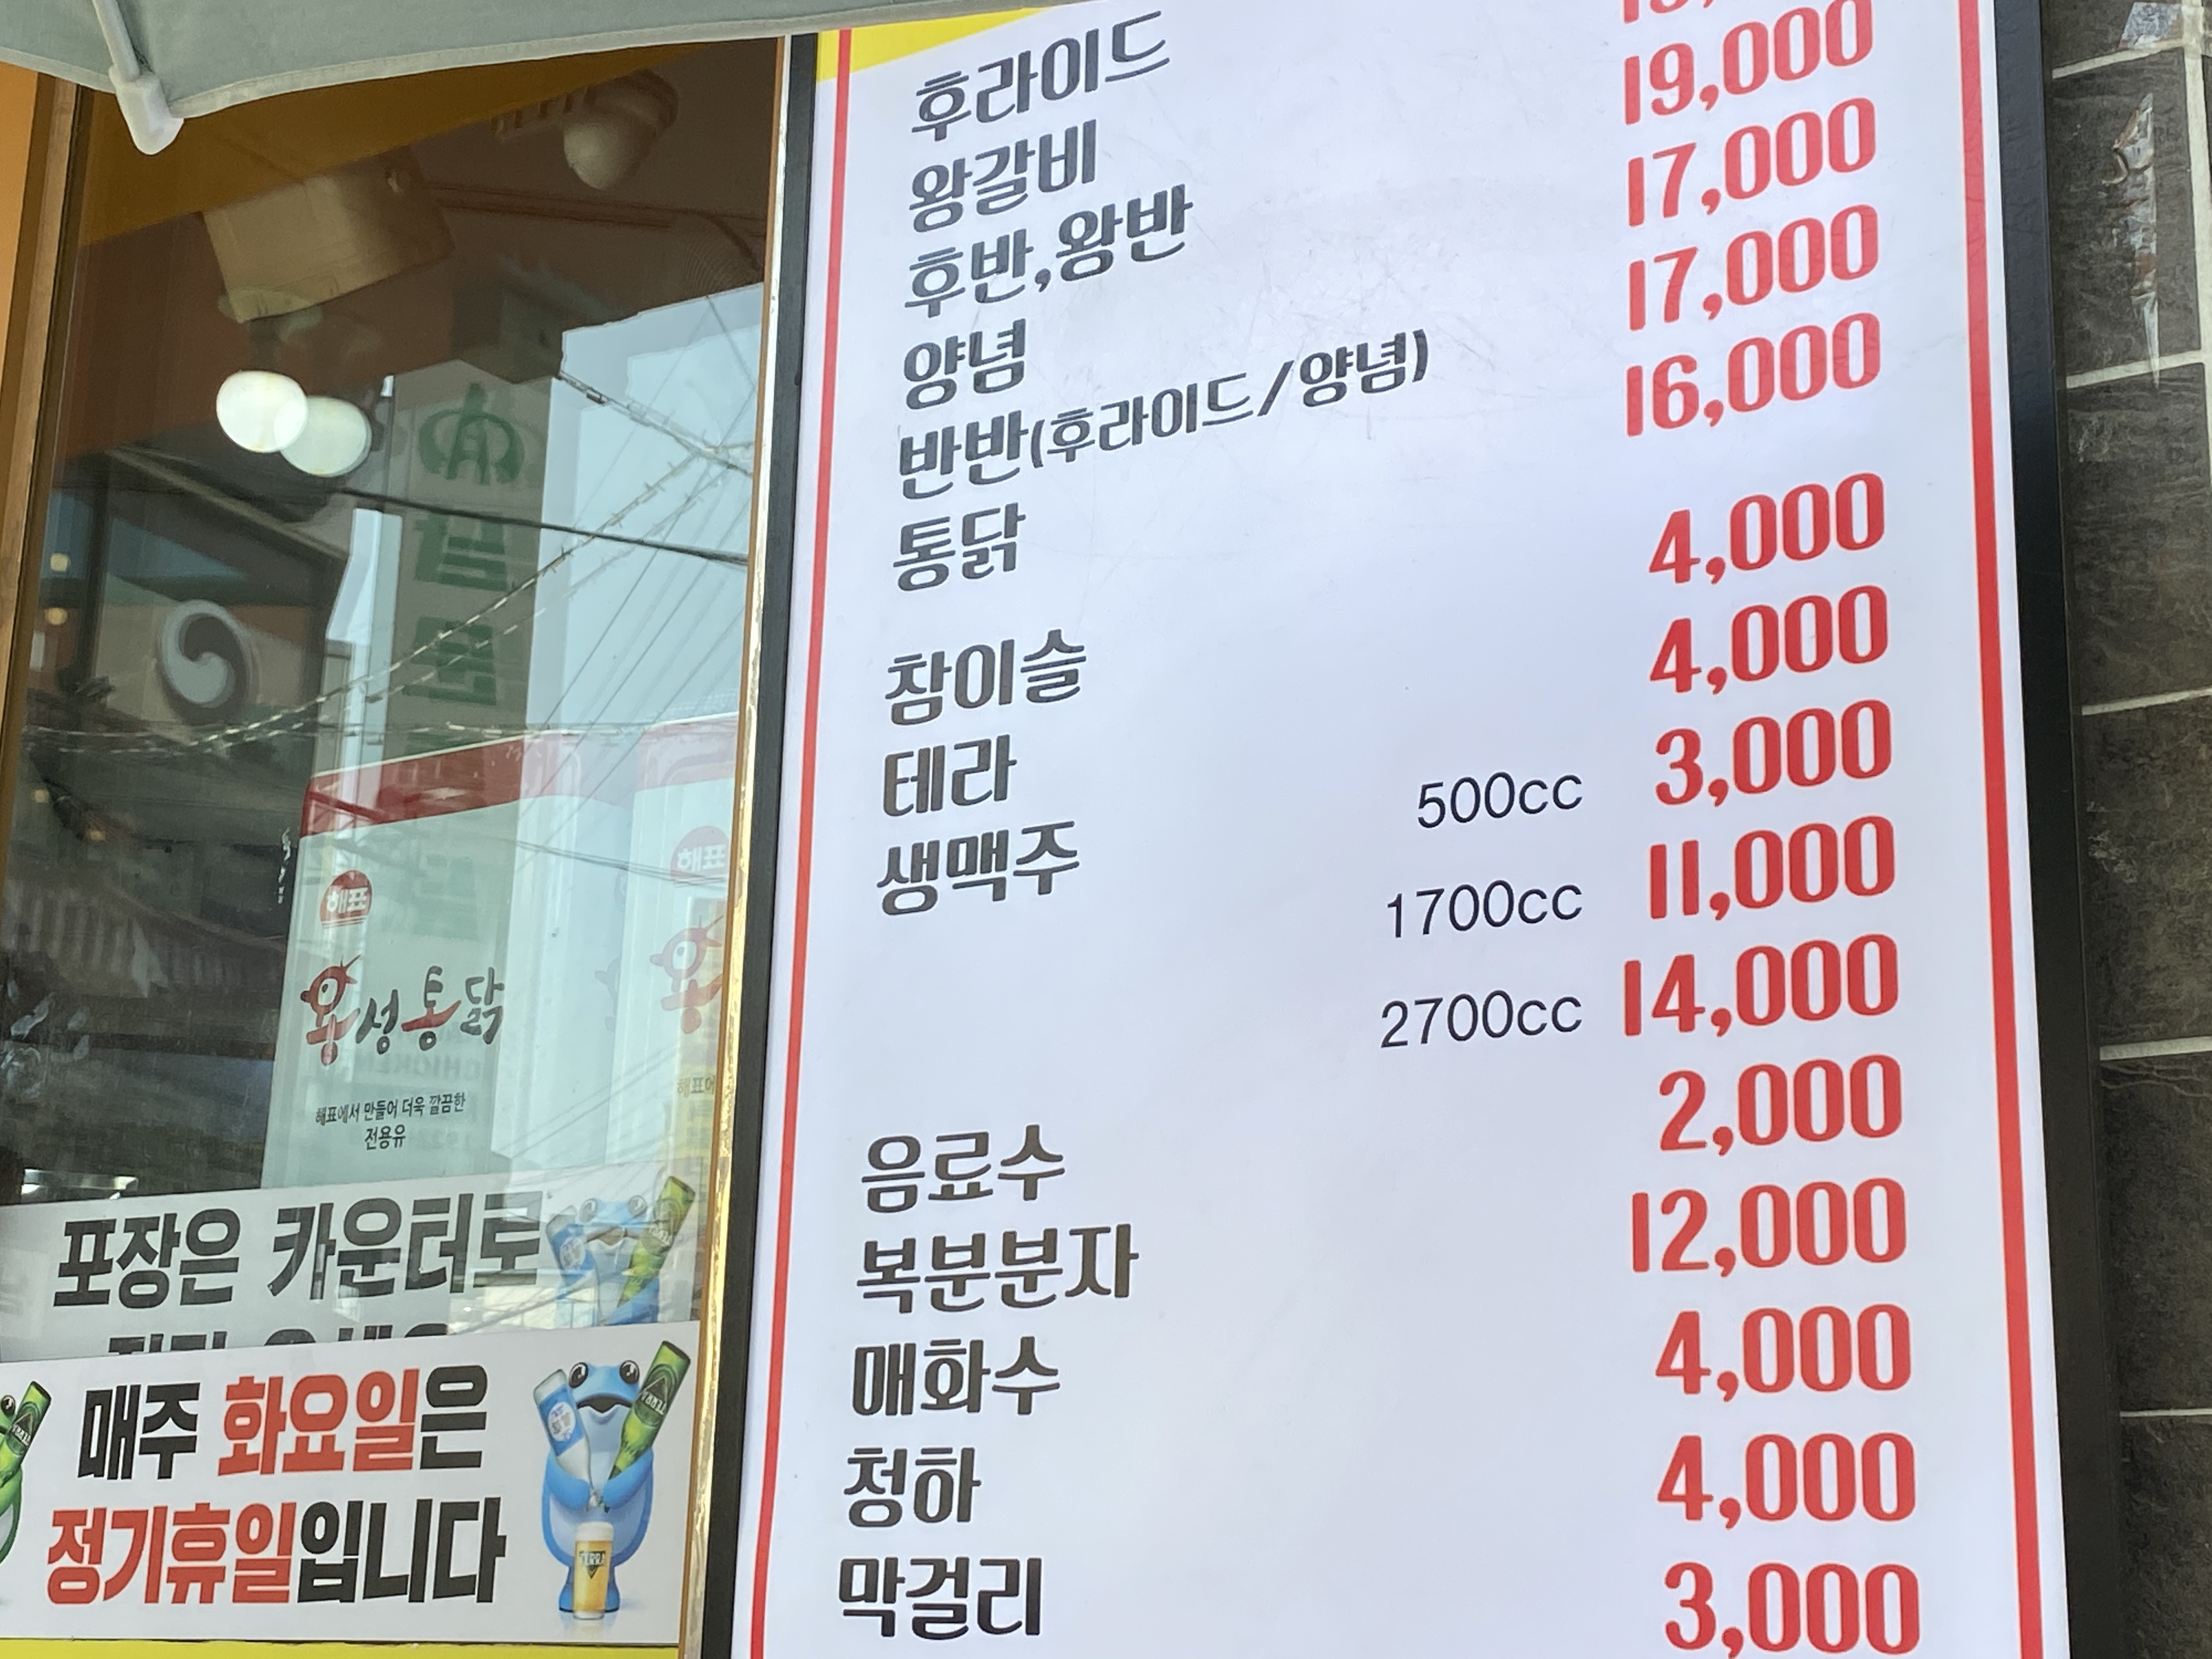 후라이드
왕갈비
후반,왕반 19,000
양념 17,000
반반(후라이드/양념) 17,000
통닭 16,000
참이슬 4,000
테라 4,000
생맥주 500cc 3,000
1700cc 11,000
2700cc 14,000
음료수 2,000
복분분자 12,000
매화수 4,000
청하 4,000
막걸리 3,000
해표
왕성통닭
해표에서 만들어 더욱 깔끔한
전용유
포장은 카운터로
매주 화요일은
정기휴일입니다